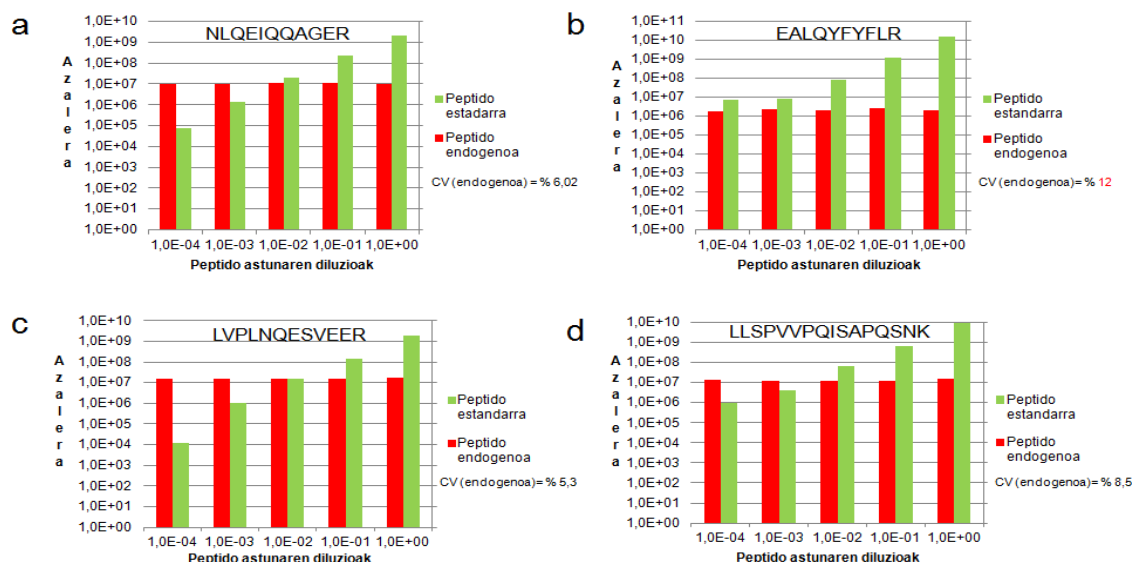 a
NLQEIQQAGER
1,0E+10
1,0E+09
1,0E+08
1,0E+07
1,0E+06
1,0E+05
1,0E+04
1,0E+03
1,0E+02
1,0E+01
1,0E+00
Azalera
1,0E-04 1,0E-03 1,0E-02 1,0E-01 1,0E+00
Peptido astunaren diluzioak
Peptido
estadarra
Peptido
endogenoa
CV (endogenoa) = % 6,02
b
EALQYFYFLR
1,0E+11
1,0E+10
1,0E+09
1,0E+08
1,0E+07
1,0E+06
1,0E+05
1,0E+04
1,0E+03
1,0E+02
1,0E+01
1,0E+00
Azalera
1,0E-04 1,0E-03 1,0E-02 1,0E-01 1,0E+00
Peptido astunaren diluzioak
Peptido
estandarra
Peptido
endogenoa
CV (endogenoa)= % 12
c
LVPLNQESVEER
1,0E+10
1,0E+09
1,0E+08
1,0E+07
1,0E+06
1,0E+05
1,0E+04
1,0E+03
1,0E+02
1,0E+01
1,0E+00
Azalera
1,0E-04 1,0E-03 1,0E-02 1,0E-01 1,0E+00
Peptido astunaren diluzioak
Peptido
estandarra
Peptido
endogenoa
CV (endogenoa)= % 5,3
d
LLSPVVPQISAPQSNK
1,0E+10
1,0E+09
1,0E+08
1,0E+07
1,0E+06
1,0E+05
1,0E+04
1,0E+03
1,0E+02
1,0E+01
1,0E+00
Azalera
1,0E-04 1,0E-03 1,0E-02 1,0E-01 1,0E+00
Peptido astunaren diluzioak
Peptido
estandarra
Peptido
endogenoa
CV (endogenoa)= % 8,5